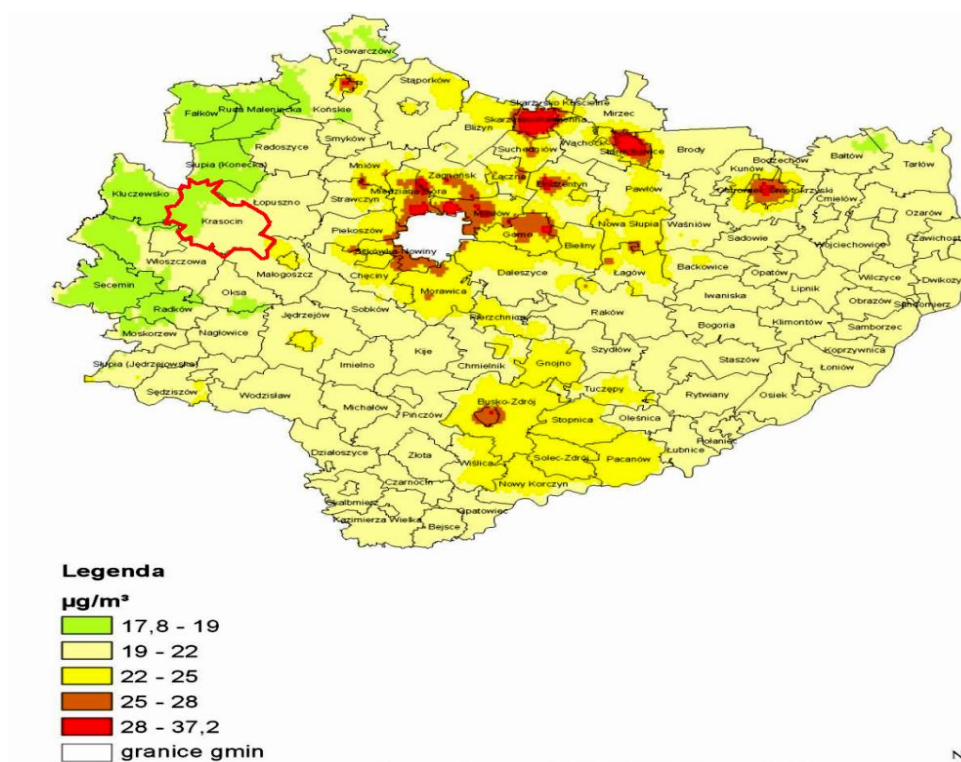 Gowarczów
Stąporków
Fałków
Ruda Maleniecka
Końskie
Skarżysko Kościelne
Mirzec
Bliżyn
Smyków
Radoszyce
Suchedniów
Wąchock
Brody
Słupia (Konecka)
Mniów
Zagnańsk
Łączna
Bodzentyn
Pawłów
Kunów
Bodzechów
Bałtów
Tarłów
Kluczewsko
Krasocin
Łopuszno
Strawczyn
Miedziana Góra
Masłów
Nowa Słupia
Waśniów
Ćmielów
Ożarów
Piekoszów
Górno
Bieliny
Sadowie
Wojciechowice
Zawichost
Włoszczowa
Małogoszcz
Chęciny
Daleszyce
Łagów
Baćkowice
Opatów
Lipnik
Wilczyce
Dwikozy
Secemin
Oksa
Radków
Morawica
Iwaniska
Obrazów
Sandomierz
Moskorzew
Nagłowice
Jędrzejów
Sobków
Pierzchnica
Raków
Bogoria
Klimontów
Samborzec
Słupia (Jędrzejowska)
Imielno
Kije
Chmielnik
Gnojno
Szydłów
Staszów
Koprzywnica
Łoniów
Sędziszów
Wodzisław
Michałów
Pińczów
Busko-Zdrój
Tuczępy
Rytwiany
Osiek
Stopnica
Oleśnica
Połaniec
Łubnice
Działoszyce
Złota
Wiślica
Solec-Zdrój
Pacanów
Czarnocin
Nowy Korczyn
Skalbmierz
Opatowiec
Kazimierza Wielka
Bejsce
Legenda
µg/m³
17,8 - 19
19 - 22
22 - 25
25 - 28
28 - 37,2
granice gmin